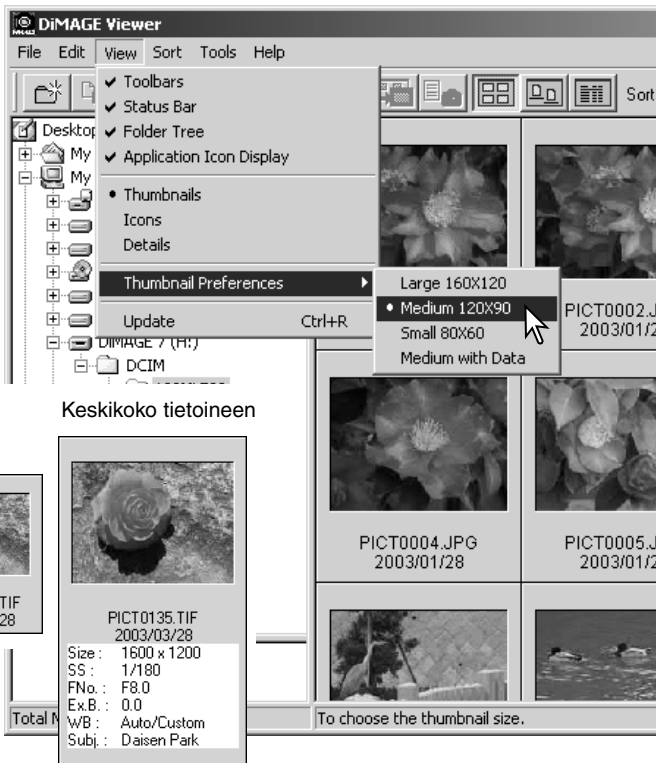 DiMAGE Viewer
File Edit View Sort Tools Help
Sort
Toolbars
Status Bar
Folder Tree
Application Icon Display
Thumbnails
Icons
Details
Thumbnail Preferences
Update Ctrl+R
Large 160X120
Medium 120X90
Small 80X60
Medium with Data
Desktop
My
My
DiMAGE 7 (H:)
DCIM
PICT0002.J
2003/01/2
PICT0004.JPG
2003/01/28
PICT0005.J
2003/01/2
Keskikoko tietoineen
TIF
28
PICT0135.TIF
2003/03/28
Size : 1600 x 1200
SS : 1/180
FNo. : F8.0
Ex.B. : 0.0
WB : Auto/Custom
Subj. : Daisen Park
Total
To choose the thumbnail size.